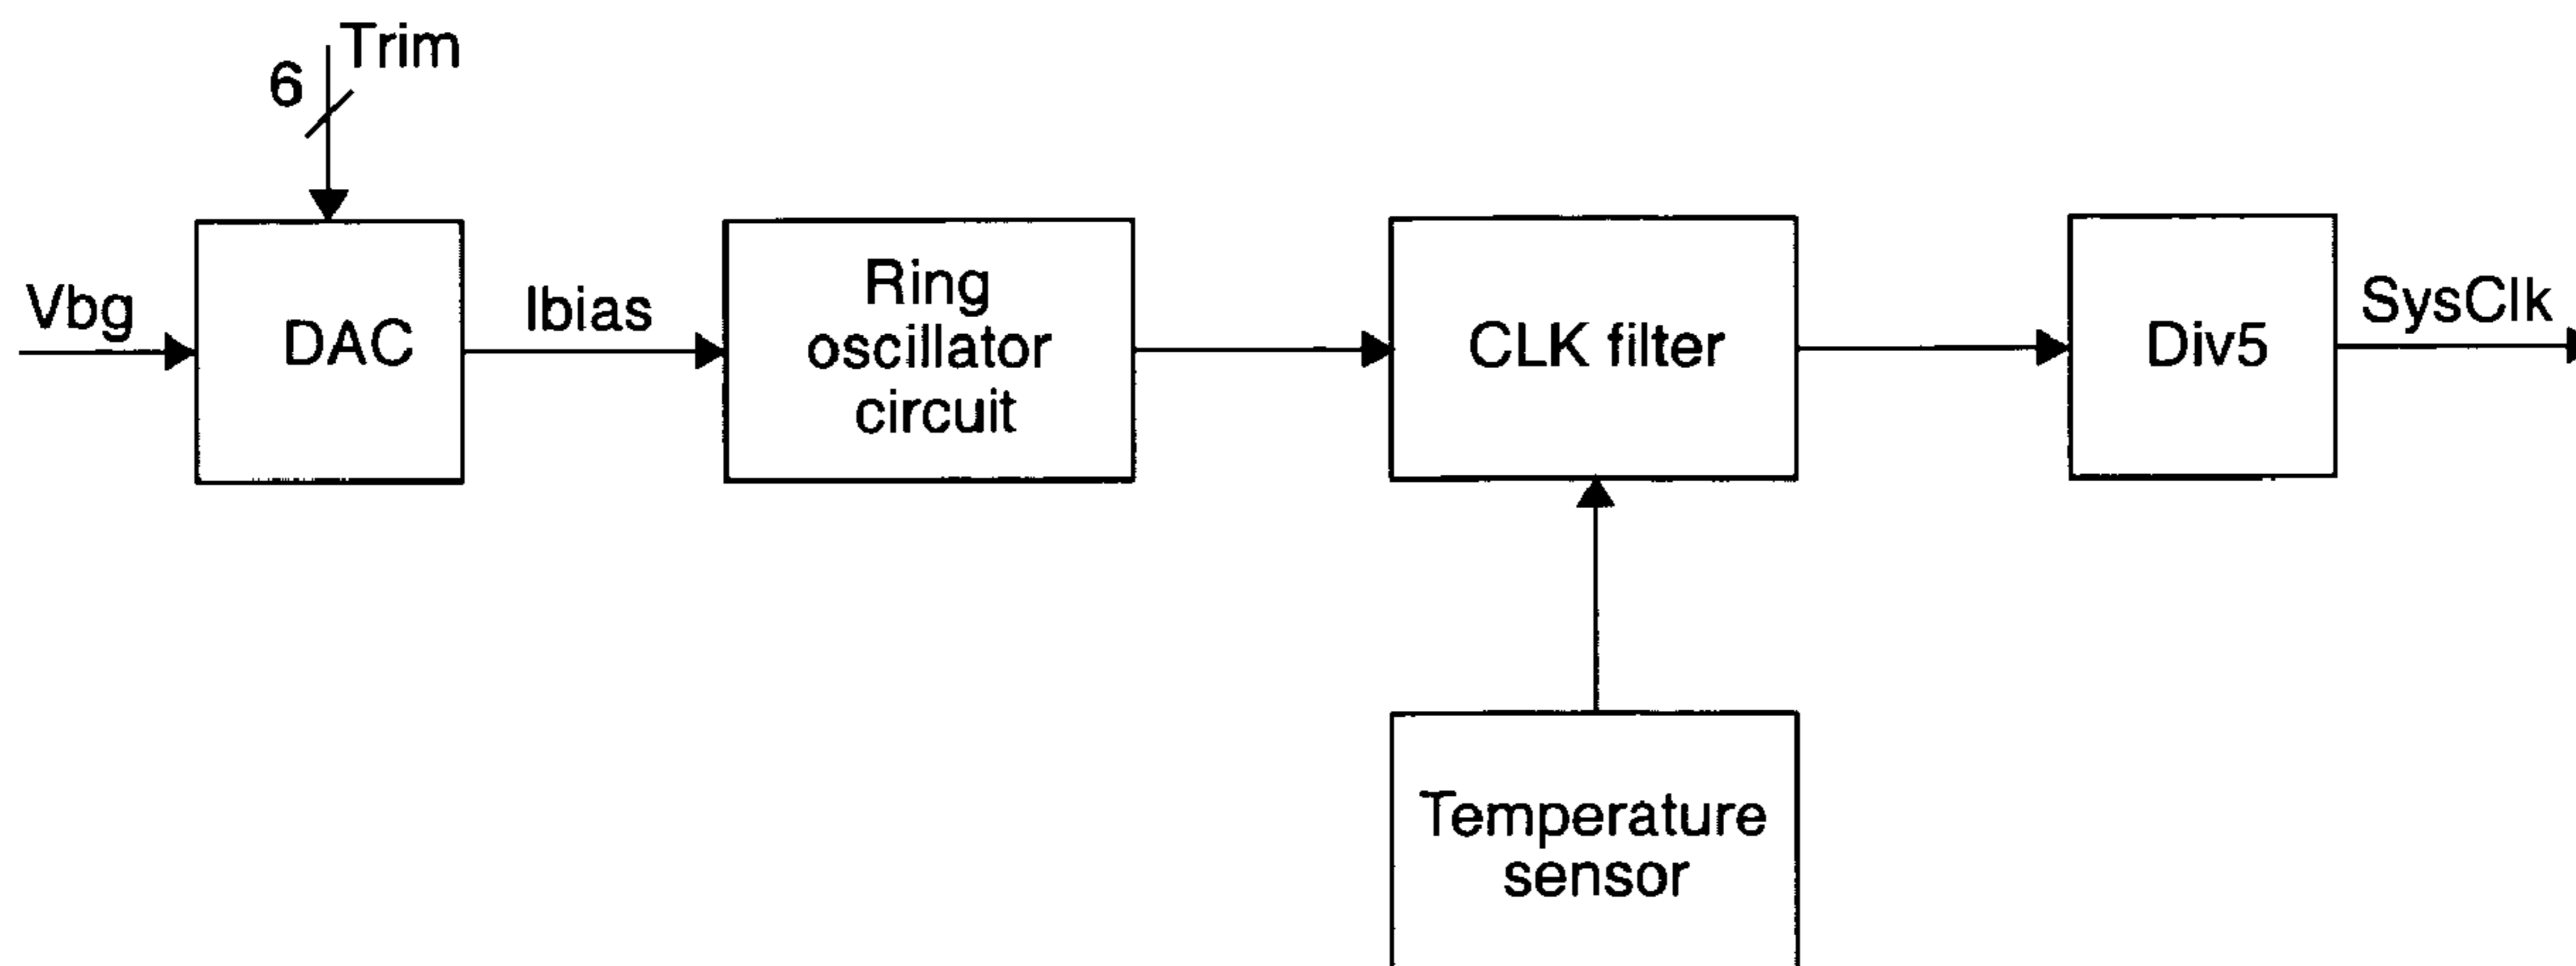 Trim
6
Vbg
DAC
Ibias
Ring
oscillator
circuit
CLK filter
Div5
SysClk
Temperature
sensor